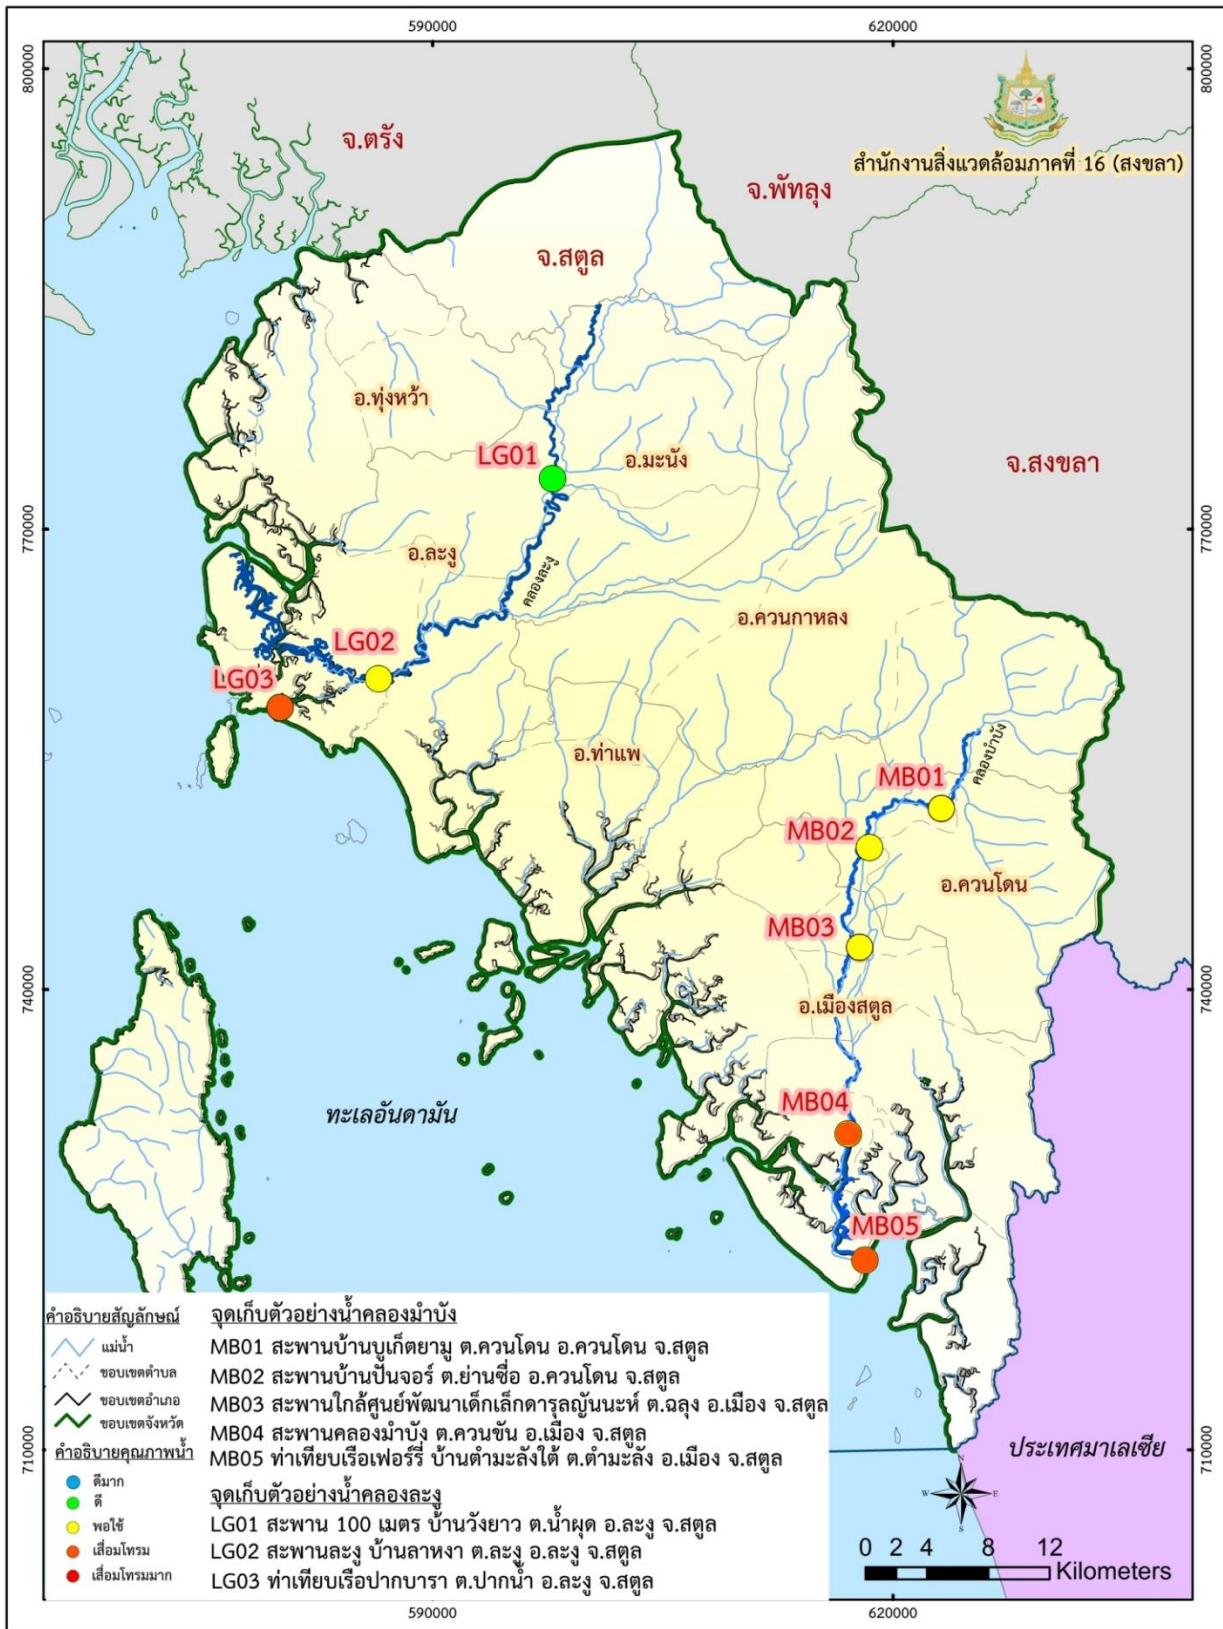 590000
620000
800000
800000
จ.ตรัง
สำนักงานสิ่งแวดล้อมภาคที่ 16 (สงขลา)
จ.พัทลุง
จ.สตูล
อ.ทุ่งหว้า
LG01
อ.มะนัง
จ.สงขลา
770000
770000
อ.ละงู
คลองละงู
อ.ควนกาหลง
LG02
LG03
อ.ท่าแพ
คลองบำบัง
MB01
MB02
อ.ควนโดน
MB03
740000
740000
อ.เมืองสตูล
MB04
ทะเลอันดามัน
MB05
คำอธิบายสัญลักษณ์
แม่น้ำ
ขอบเขตตำบล
ขอบเขตอำเภอ
ขอบเขตจังหวัด
คำอธิบายคุณภาพน้ำ
ดีมาก
ดี
พอใช้
เสื่อมโทรม
เสื่อมโทรมมาก
จุดเก็บตัวอย่างน้ำคลองมำบัง
MB01 สะพานบ้านบูเก็ตยามู ต.ควนโดน อ.ควนโดน จ.สตูล
MB02 สะพานบ้านปันจอร์ ต.ย่านซื่อ อ.ควนโดน จ.สตูล
MB03 สะพานใกล้ศูนย์พัฒนาเด็กเล็กดารุลญันนะห์ ต.ฉลุง อ.เมือง จ.สตูล
MB04 สะพานคลองมำบัง ต.ควนขัน อ.เมือง จ.สตูล
MB05 ท่าเทียบเรือเฟอร์รี่ บ้านตำมะลังใต้ ต.ตำมะลัง อ.เมือง จ.สตูล
จุดเก็บตัวอย่างน้ำคลองละงู
LG01 สะพาน 100 เมตร บ้านวังยาว ต.น้ำผุด อ.ละงู จ.สตูล
LG02 สะพานละงู บ้านลาหงา ต.ละงู อ.ละงู จ.สตูล
LG03 ท่าเทียบเรือปากบารา ต.ปากน้ำ อ.ละงู จ.สตูล
710000
710000
ประเทศมาเลเซีย
N
W E
S
0 2 4 8 12
Kilometers
590000
620000